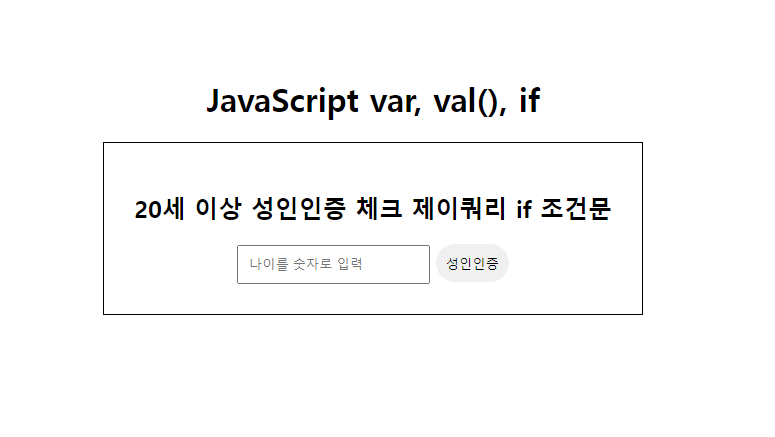 JavaScript var, val(), if
20세 이상 성인인증 체크 제이쿼리 if 조건문
나이를 숫자로 입력 성인인증